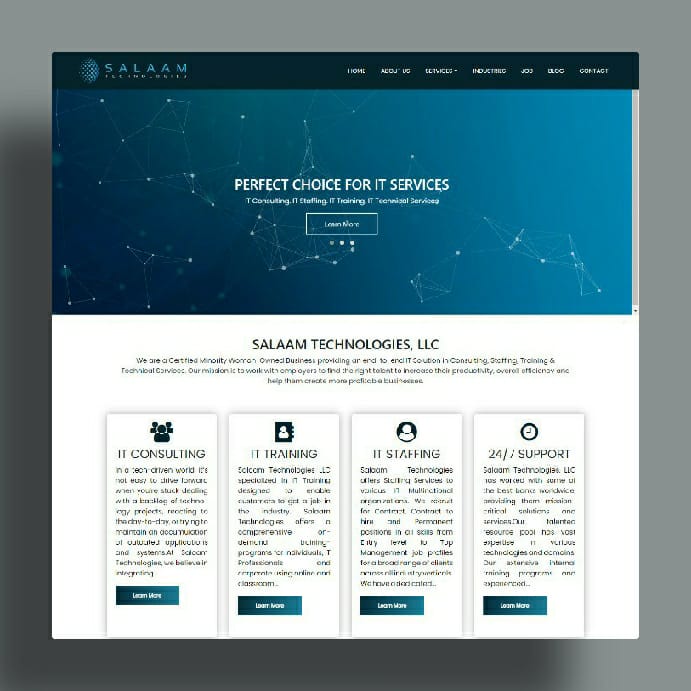 SALAAM
TECHNOLOGIES
HOME ABOUT US SERVICES INDUSTRIES JOB BLOG CONTACT
PERFECT CHOICE FOR IT SERVICES
IT Consulting, IT Staffing, IT Training, IT Technical Services
Learn More
SALAAM TECHNOLOGIES, LLC
We are a Certified Minority Woman Owned Business providing an end-to-end IT Solution in Consulting, Staffing, Training &
Technical Services. Our mission is to work with employers to find the right talent to increase their productivity, overall efficiency and
help them create more profitable businesses.
IT CONSULTING
In a tech-driven world it's
not easy to drive forward
when you're stuck dealing
with a backlog of techno-
logy projects, reacting to
the day-to-day, or trying to
maintain an accumulation
of outdated applications
and systems.At Salaam
Technologies, we believe in
integrating
Learn More
IT TRAINING
Salaam Technologies LLC
specialized in IT Training
designed to enable
customers to get a job in
the Industry. Salaam
Technologies offers a
comprehensive on-
demand training-
programs for individuals, IT
Professionals and
corporate using online and
classroom...
Learn More
IT STAFFING
Salaam Technologies
offers Staffing Services to
various IT Multinational
organizations. We recruit
for Contract, Contract to
hire and Permanent
positions in all skills from
Entry level to Top
Management job profiles
for a broad range of clients
across all industry verticals.
We have a dedicated...
Learn More
24/7 SUPPORT
Salaam Technologies, LLC
has worked with some of
the best banks worldwide
providing them mission-
critical solutions and
services.Our talented
resource pool has vast
expertise in various
technologies and domains.
Our extensive internal
training programs and
experienced...
Learn More